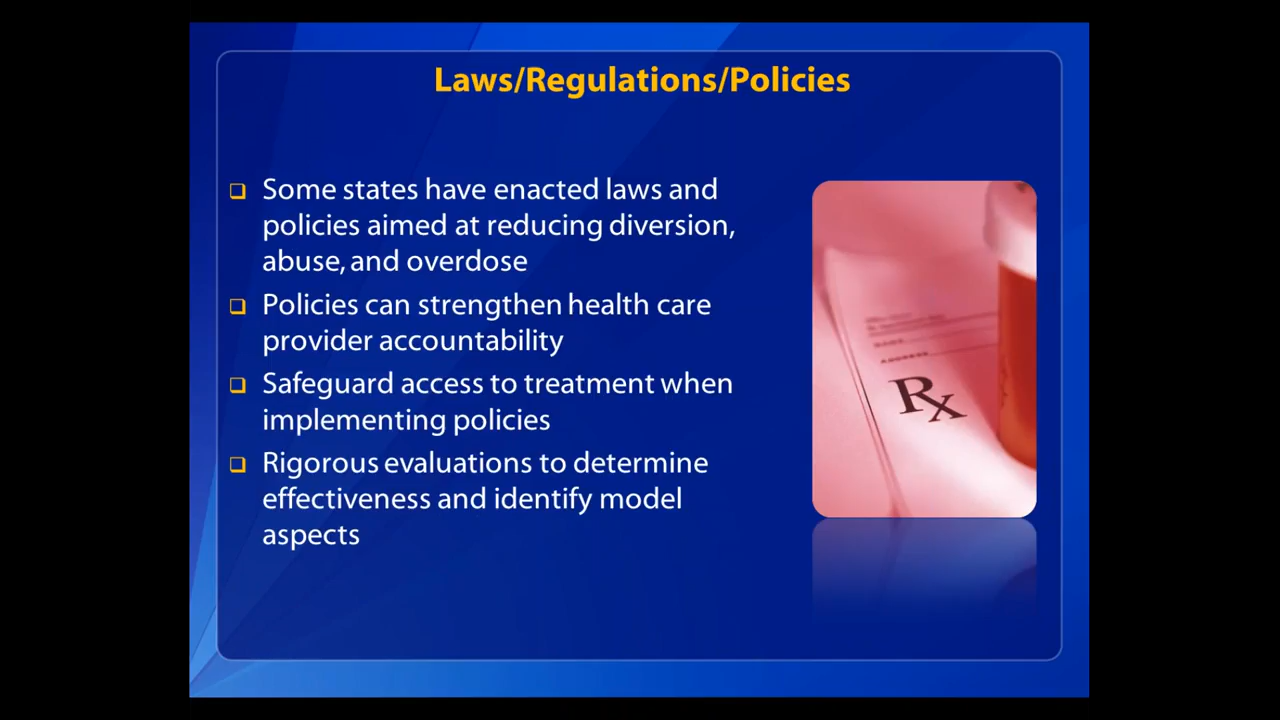 Laws/Regulations/Policies
Some states have enacted laws and
policies aimed at reducing diversion,
abuse, and overdose
Policies can strengthen health care
provider accountability
Safeguard access to treatment when
implementing policies
Rigorous evaluations to determine
effectiveness and identify model
aspects
ADDRESS
Rx